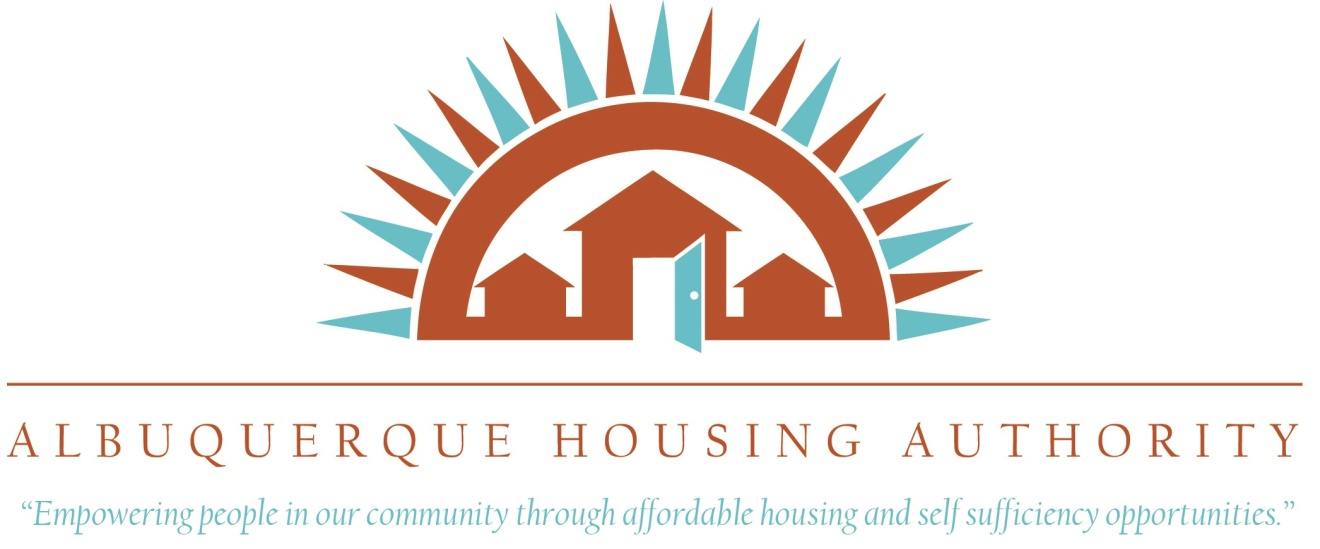 ALBUQUERQUE HOUSING AUTHORITY
“Empowering people in our community through affordable housing and self sufficiency opportunities.”